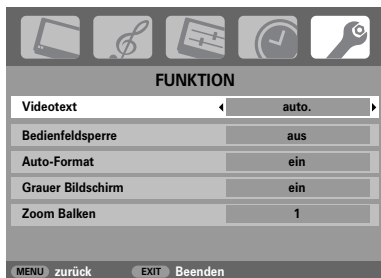 FUNKTION
Videotext auto.
Bedienfeldsperre aus
Auto-Format ein
Grauer Bildschirm ein
Zoom Balken 1
MENU zurück EXIT Beenden